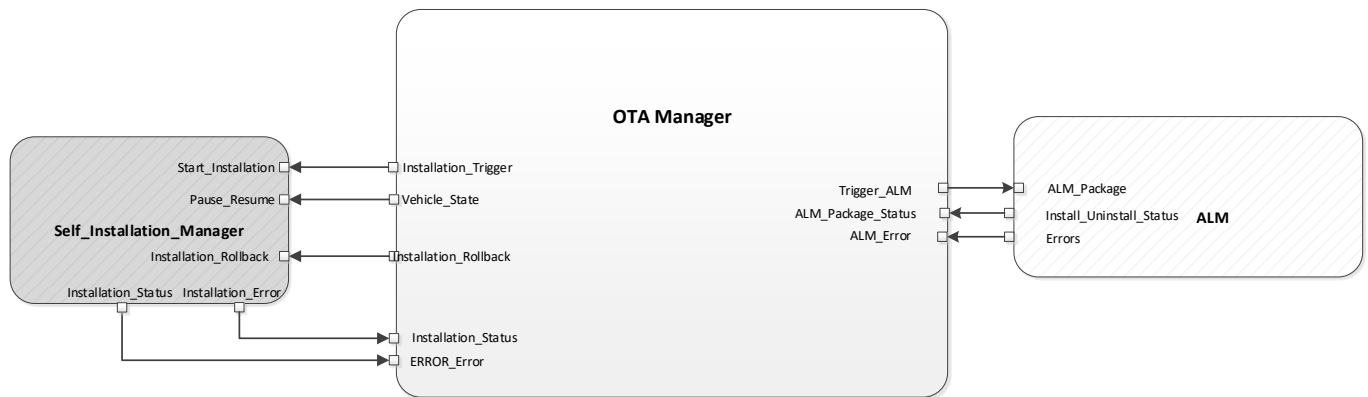 OTA Manager
Start_Installation
Installation_Trigger
Pause_Resume
Vehicle_State
Self_Installation_Manager
Installation_Rollback
Installation_Rollback
Installation_Status
Installation_Error
Installation_Status
ERROR_Error
Trigger_ALM
ALM_Package_Status
ALM_Error
ALM_Package
Install_Uninstall_Status
ALM
Errors